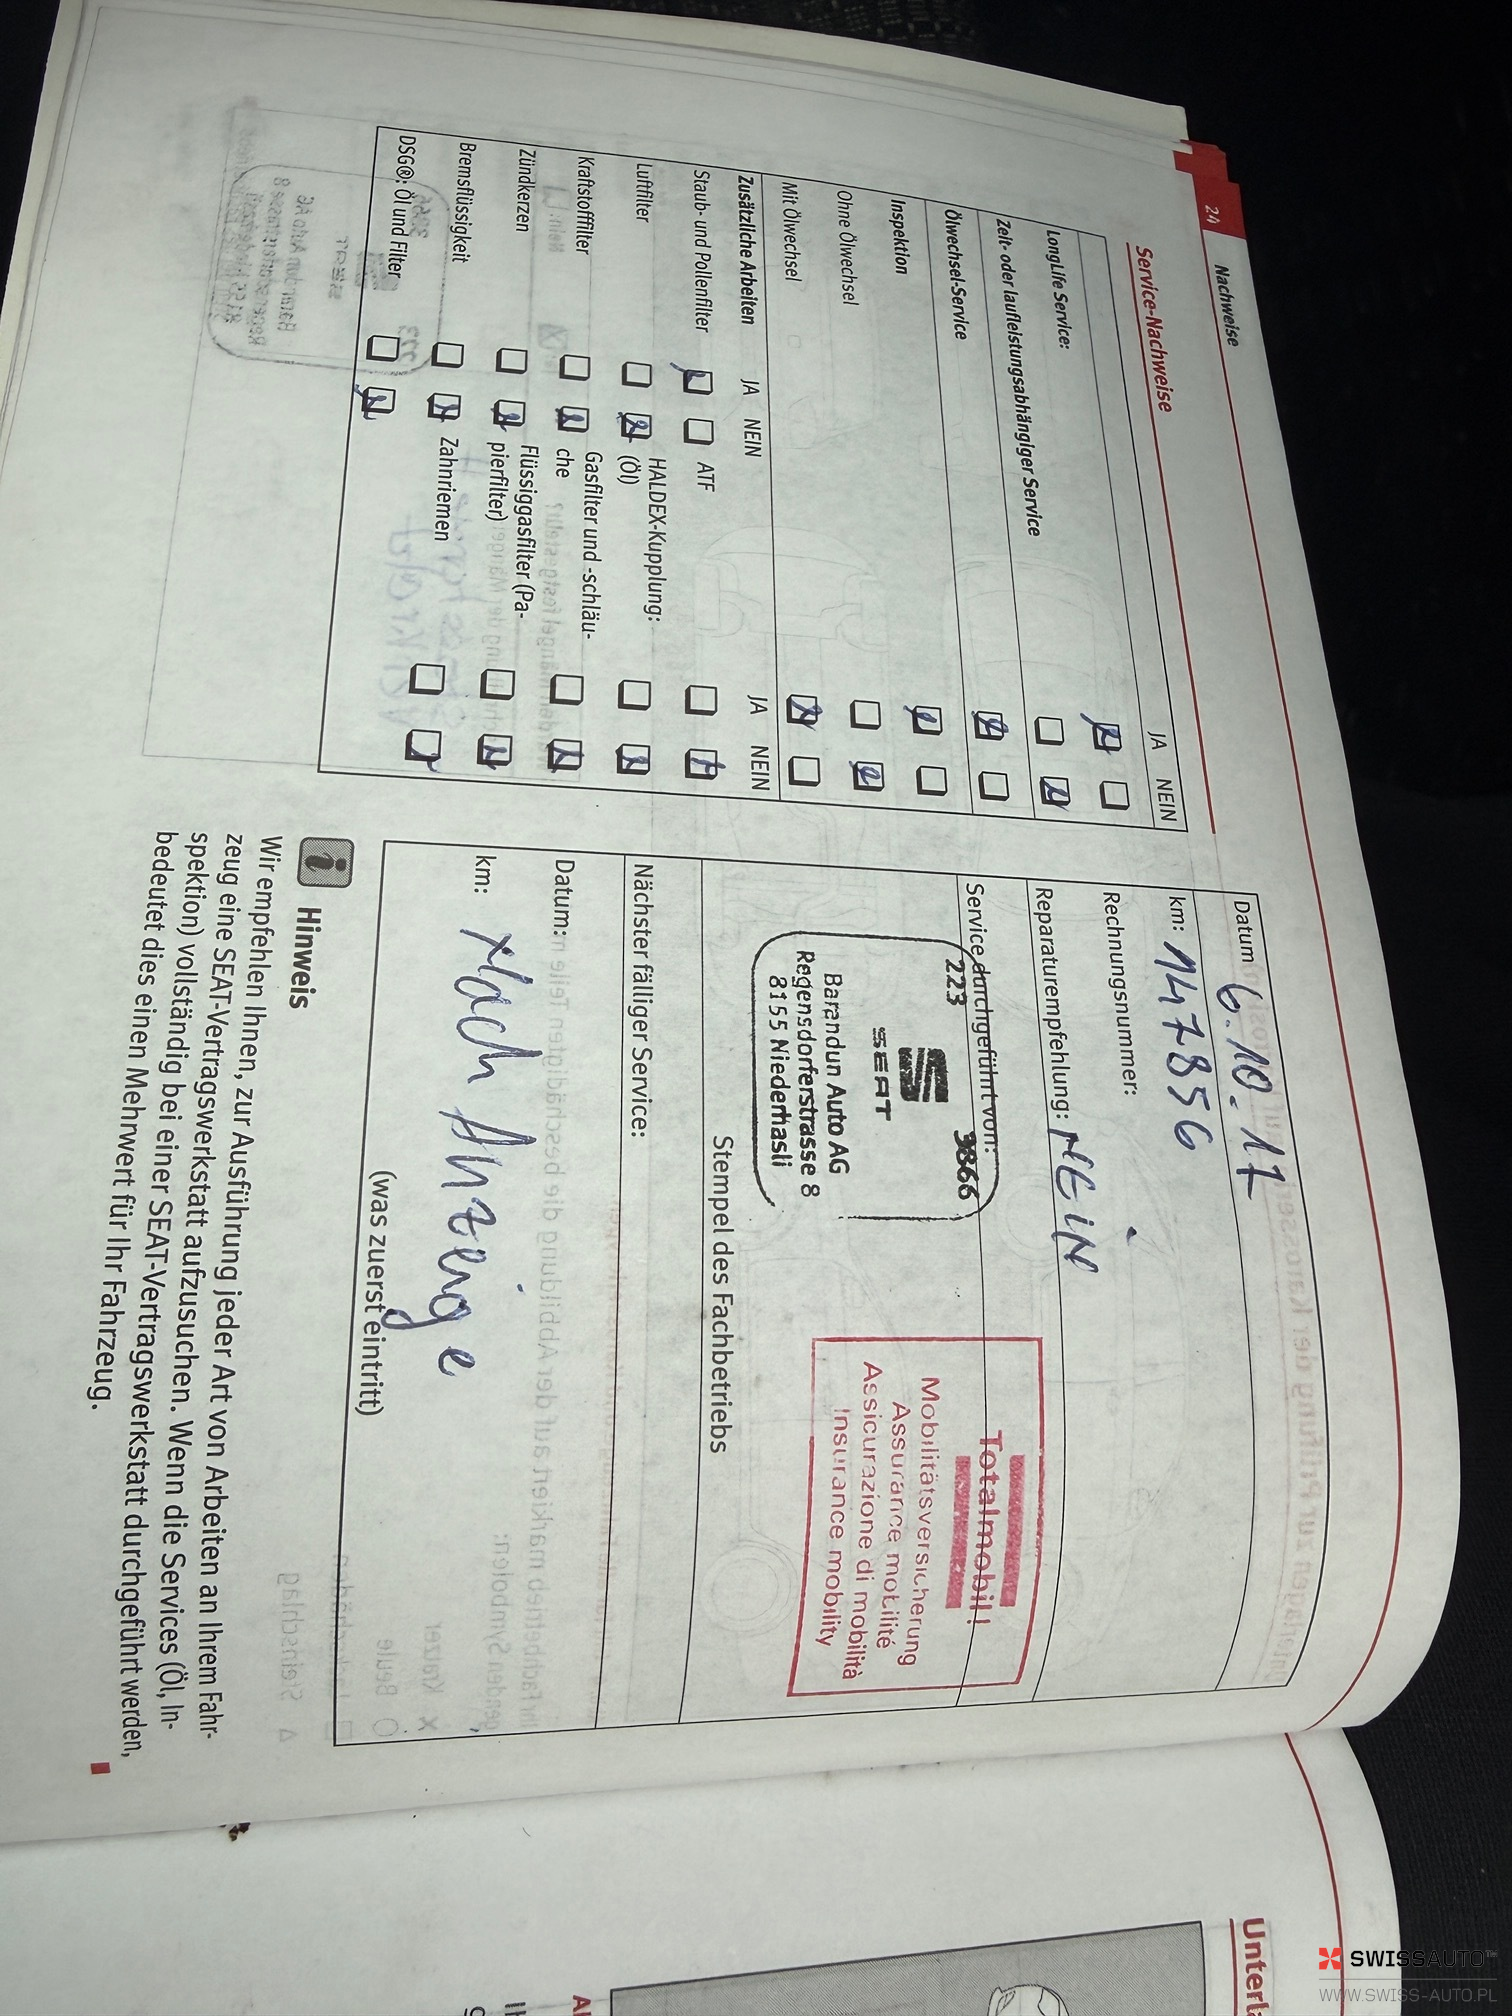 24 Nachweise
Service-Nachweise
JA NEIN
LongLife Service:
Zeit- oder laufleistungsabhängiger Service
Ölwechsel-Service
Inspektion
Ohne Ölwechsel
Mit Ölwechsel
Zusätzliche Arbeiten JA NEIN JA NEIN
Staub- und Pollenfilter ATF
Luftfilter HALDEX-Kupplung:
(Öl)
Kraftstofffilter Gasfilter und -schläu-
che
Zündkerzen Flüssiggasfilter (Pa-
pierfilter)
Bremsflüssigkeit Zahnriemen
DSG®: Öl und Filter
Datum 6.10.17
km: 147856
Rechnungsnummer:
Reparaturempfehlung: NEIN
Service durchgeführt von:
223 3866
SEAT
Barandun Auto AG
Regensdorferstrasse 8
8155 Niederhasli
Totalmobil!
Mobilitätsversicherung
Assurance mobilité
Assicurazione di mobilità
Insurance mobility
Stempel des Fachbetriebs
Nächster fälliger Service:
Datum:
km: Nach Anzeige
(was zuerst eintritt)
Hinweis
Wir empfehlen Ihnen, zur Ausführung jeder Art von Arbeiten an Ihrem Fahr-
zeug eine SEAT-Vertragswerkstatt aufzusuchen. Wenn die Services (Öl, In-
spektion) vollständig bei einer SEAT-Vertragswerkstatt durchgeführt werden,
bedeutet dies einen Mehrwert für Ihr Fahrzeug.
SWISSAUTO™
WWW.SWISS-AUTO.PL